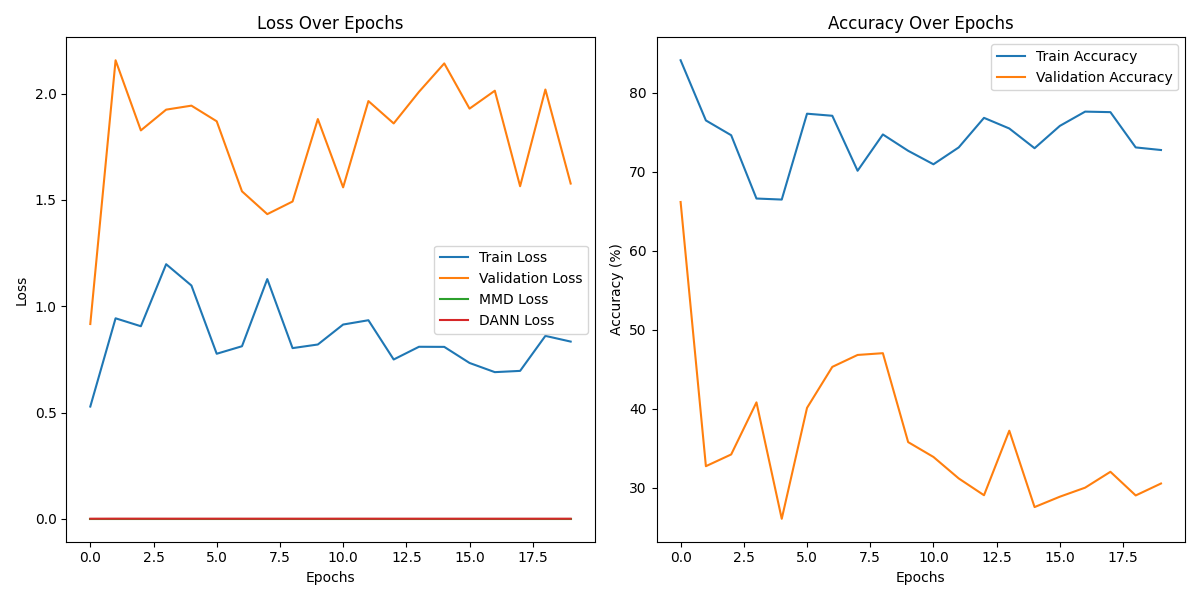 Loss Over Epochs
2.0
1.5
1.0
0.5
0.0
Loss
0.0 2.5 5.0 7.5 10.0 12.5 15.0 17.5
Epochs
Train Loss
Validation Loss
MMD Loss
DANN Loss
Accuracy Over Epochs
80
70
60
50
40
30
Accuracy (%)
0.0 2.5 5.0 7.5 10.0 12.5 15.0 17.5
Epochs
Train Accuracy
Validation Accuracy